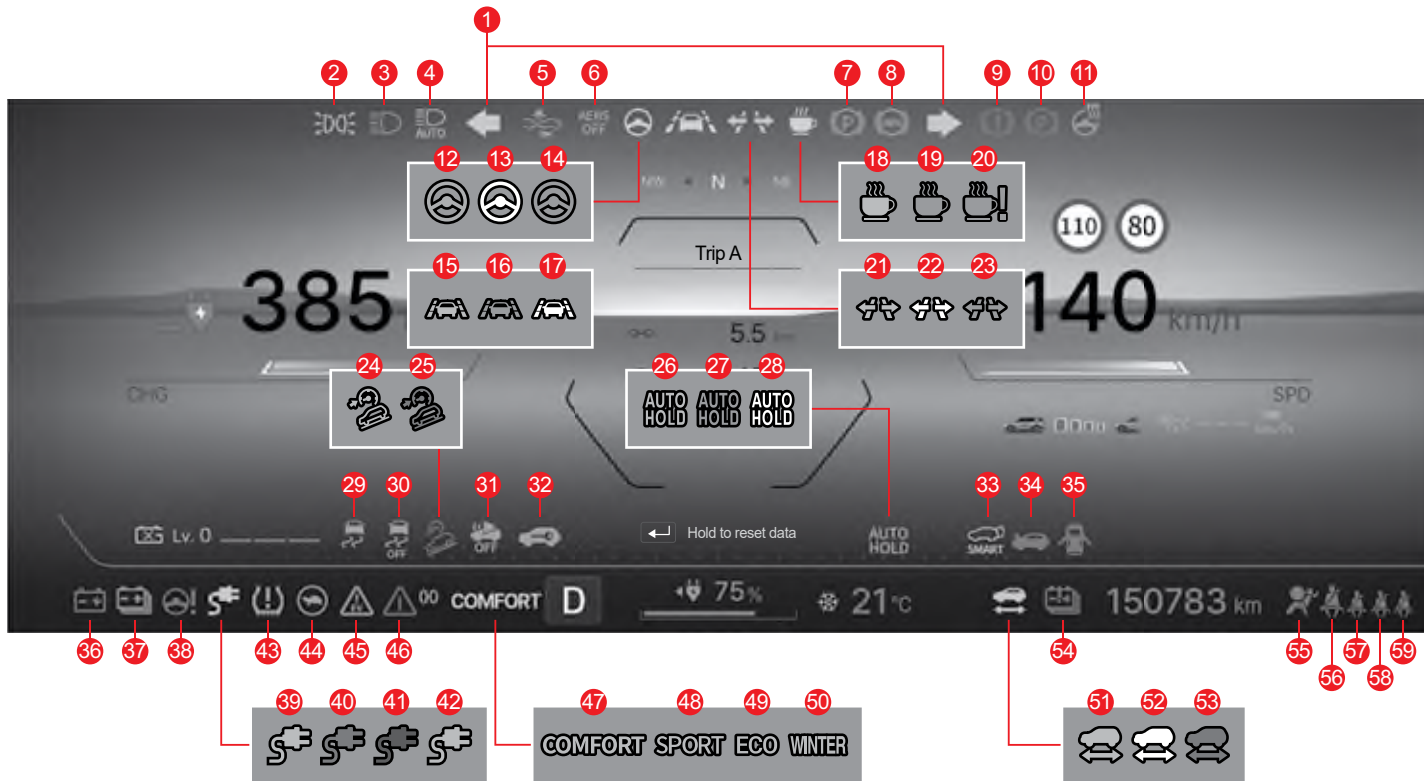 1
2 3 4 5 6 7 8 9 10 11
AUTO
AERS
OFF
P
P
12 13 14
18 19 20
NW N NE
110 80
Trip A
15 16 17
21 22 23
385
140 km/h
5.5 km
24 25
26 27 28
AUTO HOLD AUTO HOLD AUTO HOLD
CHG
SPD
29 30 31 32 33 34 35
Lv. 0
OFF
OFF
Hold to reset data
AUTO
HOLD
SMART
00 COMFORT D 75% 21°C 150783 km
36 37 38 43 44 45 46 54 55 56 57 58 59
39 40 41 42
47 48 49 50
51 52 53
COMFORT SPORT ECO WINTER